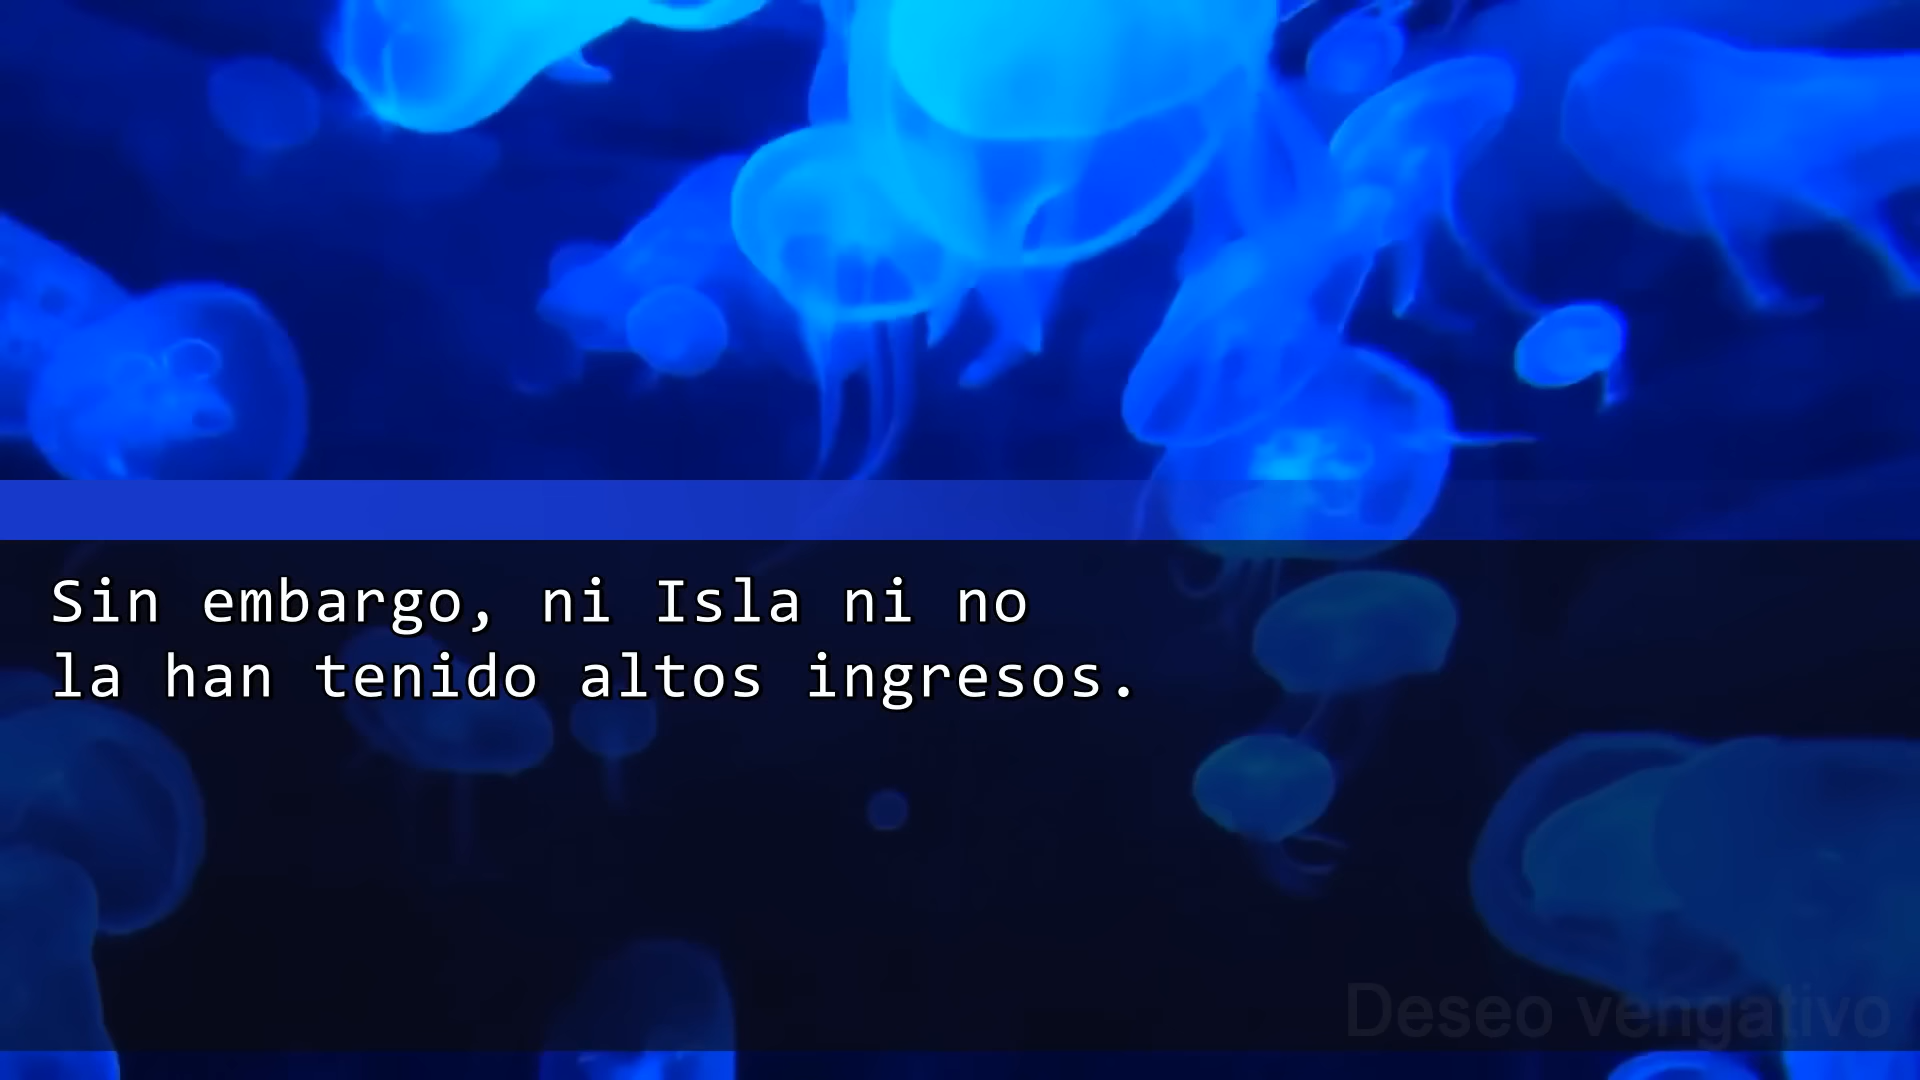 Sin embargo, ni Isla ni no
la han tenido altos ingresos.
Deseo vengativo